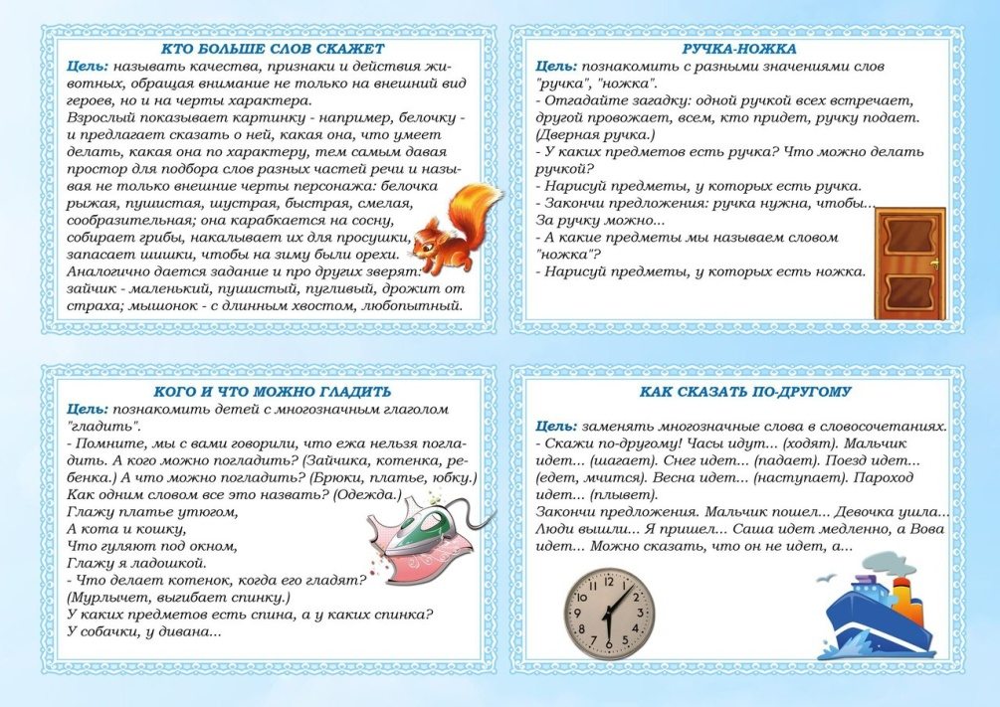 КТО БОЛЬШЕ СЛОВ СКАЖЕТ
Цель: называть качества, признаки и действия жи-
вотных, обращая внимание не только на внешний вид
героев, но и на черты характера.
Взрослый показывает картинку - например, белочку -
и предлагает сказать о ней, какая она, что умеет
делать, какая она по характеру, тем самым давая
простор для подбора слов разных частей речи и назы-
вая не только внешние черты персонажа: белочка
рыжая, пушистая, шустрая, быстрая, смелая,
сообразительная; она карабкается на сосну,
собирает грибы, накалывает их для просушки,
запасает шишки, чтобы на зиму были орехи.
Аналогично дается задание и про других зверят:
зайчик - маленький, пушистый, пугливый, дрожит от
страха; мышонок - с длинным хвостом, любопытный.
РУЧКА-НОЖКА
Цель: познакомить с разными значениями слов
"ручка", "ножка".
- Отгадайте загадку: одной ручкой всех встречает,
другой провожает, всем, кто придет, ручку подает.
(Дверная ручка.)
- У каких предметов есть ручка? Что можно делать
ручкой?
- Нарисуй предметы, у которых есть ручка.
- Закончи предложения: ручка нужна, чтобы...
За ручку можно...
- А какие предметы мы называем словом
"ножка"?
- Нарисуй предметы, у которых есть ножка.
КОГО И ЧТО МОЖНО ГЛАДИТЬ
Цель: познакомить детей с многозначным глаголом
"гладить".
- Помните, мы с вами говорили, что ежа нельзя погла-
дить. А кого можно погладить? (Зайчика, котенка, ре-
бенка.) А что можно погладить? (Брюки, платье, юбку.)
Как одним словом все это назвать? (Одежда.)
Глажу платье утюгом,
А кота и кошку,
Что гуляют под окном,
Глажу я ладошкой.
- Что делает котенок, когда его гладят?
(Мурлычет, выгибает спинку.)
У каких предметов есть спина, а у каких спинка?
У собачки, у дивана...
КАК СКАЗАТЬ ПО-ДРУГОМУ
Цель: заменять многозначные слова в словосочетаниях.
- Скажи по-другому! Часы идут... (ходят). Мальчик
идет... (шагает). Снег идет... (падает). Поезд идет...
(едет, мчится). Весна идет... (наступает). Пароход
идет... (плывет).
Закончи предложения. Мальчик пошел... Девочка ушла...
Люди вышли... Я пришел... Саша идет медленно, а Вова
идет... Можно сказать, что он не идет, а...
12
1
2
3
4
5
6
7
8
9
10
11